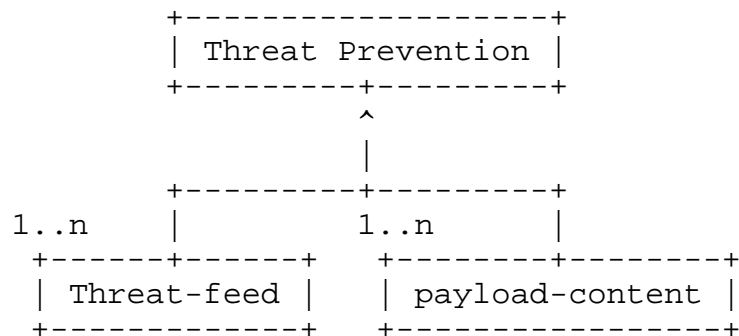 +-------------------+
| Threat Prevention |
+---------+---------+
^
|
+---------+---------+
1..n | 1..n |
+------+------+ +--------+--------+
| Threat-feed | | payload-content |
+-------------+ +-----------------+